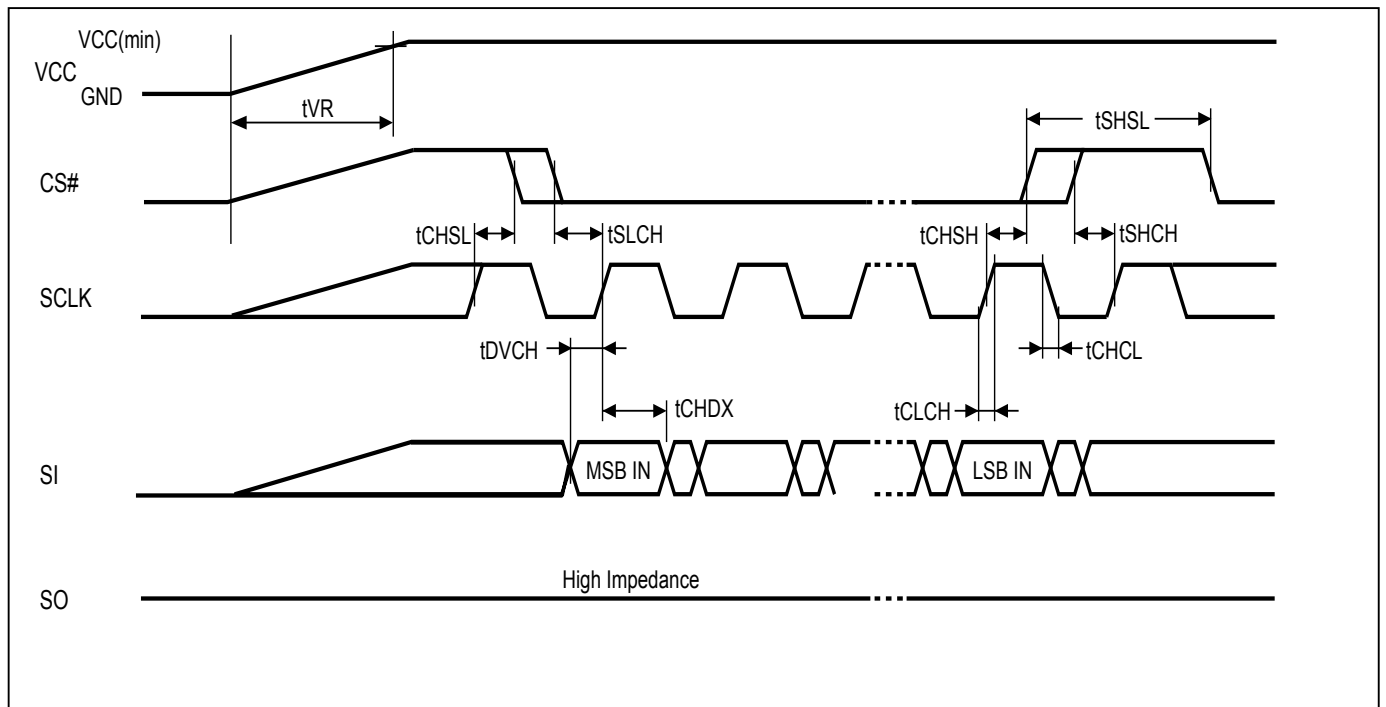 VCC(min)
VCC
GND
tVR
tSHSL
CS#
tCHSL
tSLCH
tCHSH
tSHCH
SCLK
tDVCH
tCHCL
tCHDX
tCLCH
SI
MSB IN
LSB IN
High Impedance
SO